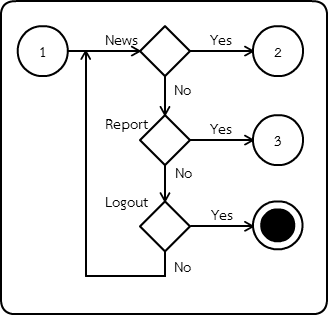 1
News
Yes
2
No
Report
Yes
3
No
Logout
Yes
No